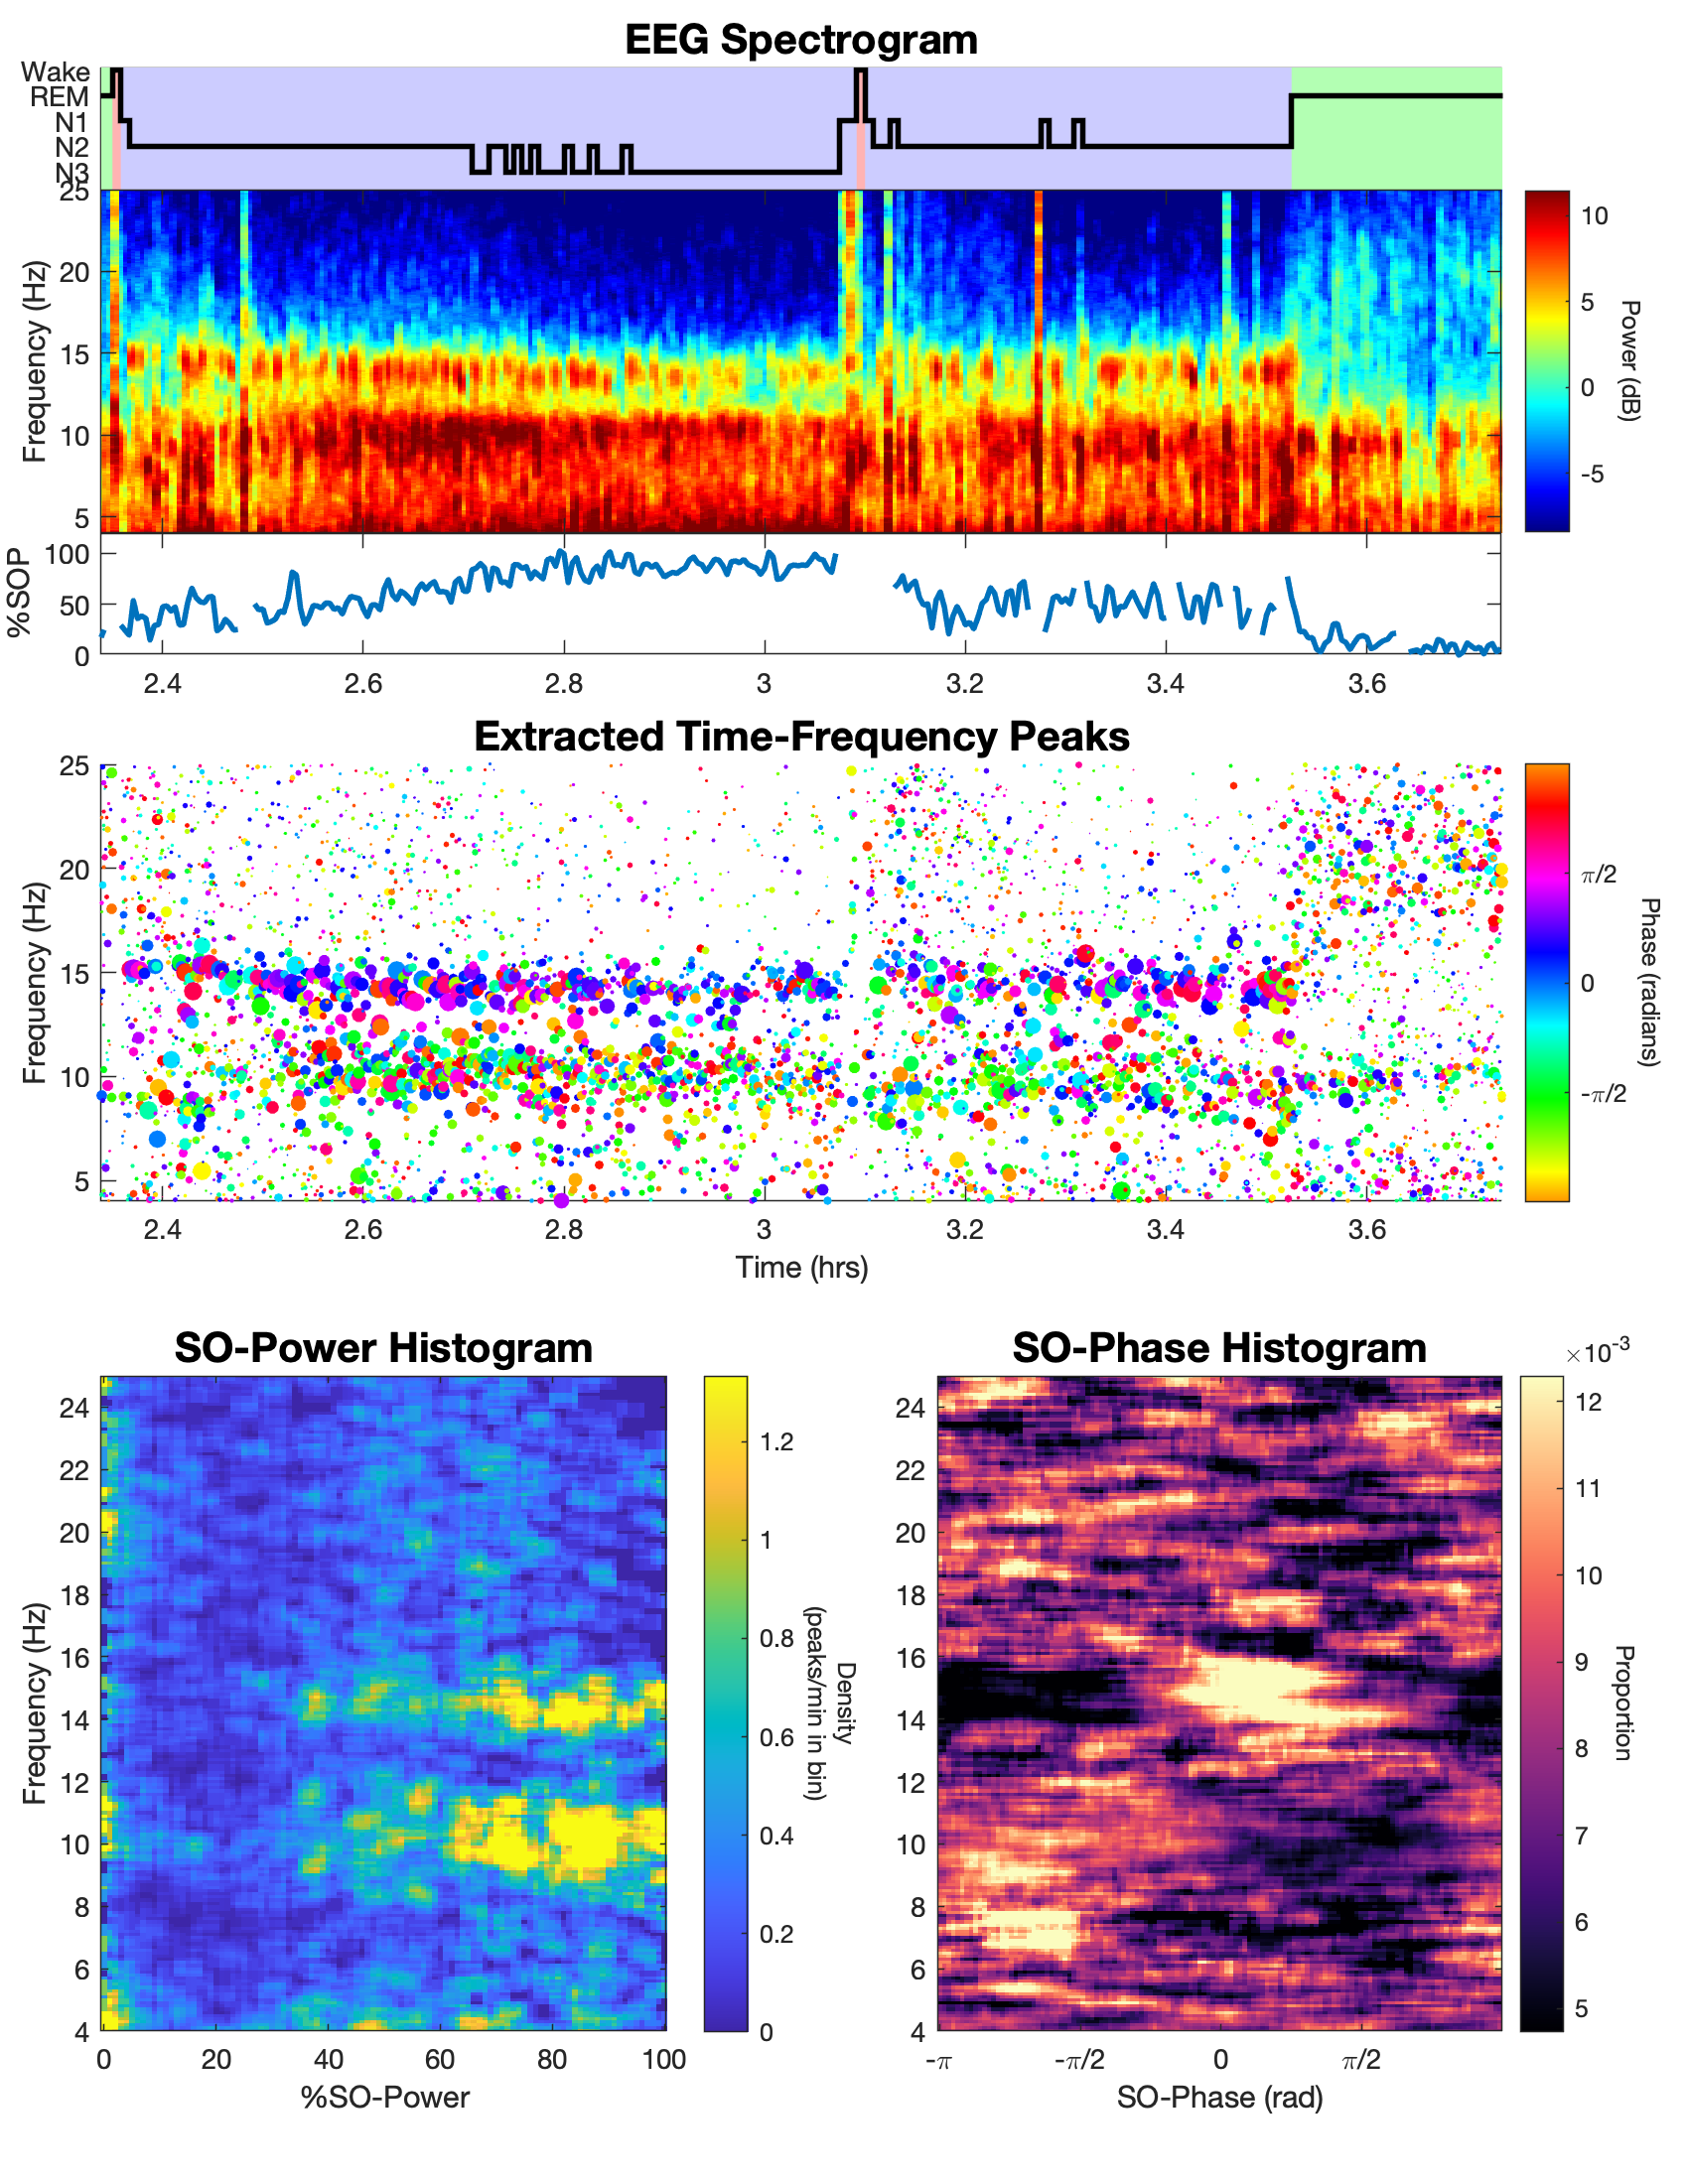 EEG Spectrogram
Wake
REM
N1
N2
N3
25
20
15
10
5
Frequency (Hz)
10
5
0
-5
Power (dB)
100
50
0
%SOP
2.4 2.6 2.8 3 3.2 3.4 3.6
Extracted Time-Frequency Peaks
25
20
15
10
5
Frequency (Hz)
π/2
0
-π/2
Phase (radians)
2.4 2.6 2.8 3 3.2 3.4 3.6
Time (hrs)
SO-Power Histogram
24
22
20
18
16
14
12
10
8
6
4
Frequency (Hz)
0 20 40 60 80 100
%SO-Power
1.2
1
0.8
0.6
0.4
0.2
0
Density
(peaks/min in bin)
SO-Phase Histogram
24
22
20
18
16
14
12
10
8
6
4
-π -π/2 0 π/2
SO-Phase (rad)
×10-3
12
11
10
9
8
7
6
5
Proportion